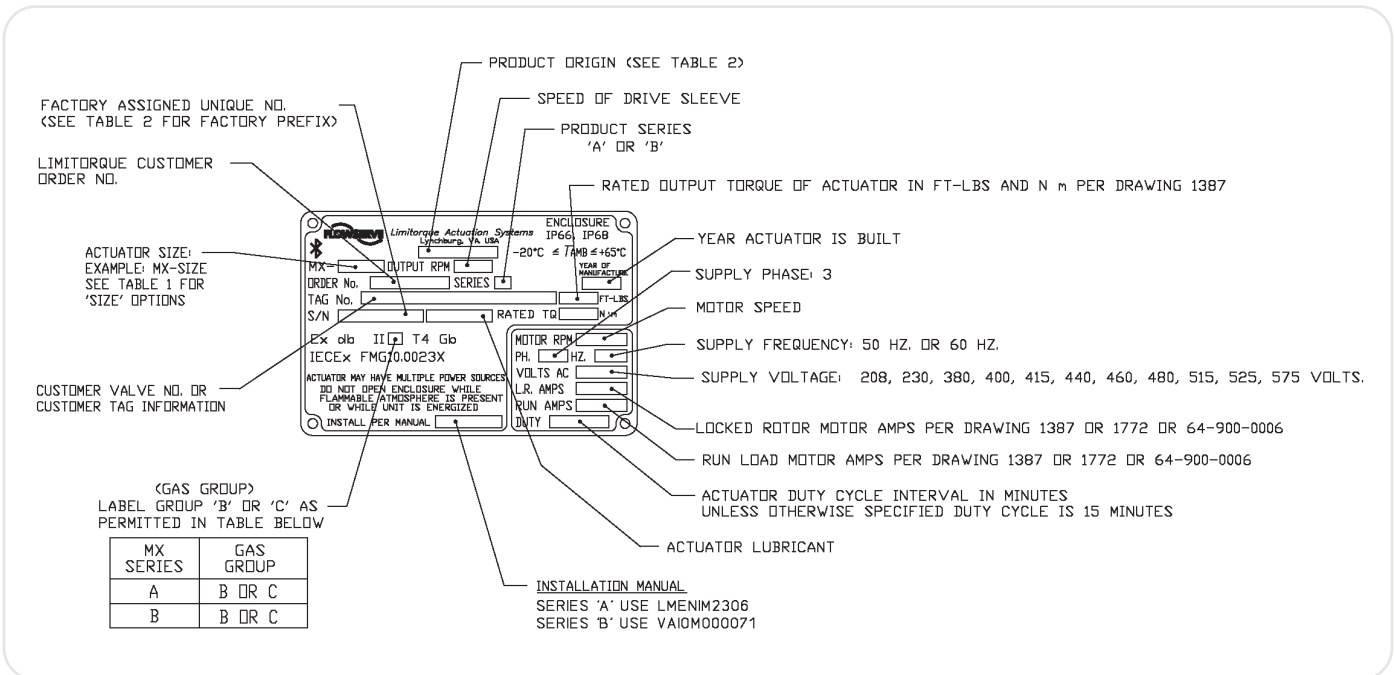 PRODUCT ORIGIN (SEE TABLE 2)
SPEED OF DRIVE SLEEVE
FACTORY ASSIGNED UNIQUE NO.
(SEE TABLE 2 FOR FACTORY PREFIX)
PRODUCT SERIES
'A' OR 'B'
LIMITORQUE CUSTOMER
ORDER NO.
RATED OUTPUT TORQUE OF ACTUATOR IN FT-LBS AND N m PER DRAWING 1387
ACTUATOR SIZE:
EXAMPLE: MX-SIZE
SEE TABLE 1 FOR
'SIZE' OPTIONS
FLOWSERVE
Limitorque Actuation Systems
Lynchburg, VA USA
ENCLOSURE
IP66, IP68
-20°C ≤ TAMB ≤ +65°C
MX-
OUTPUT RPM
YEAR OF
MANUFACTURE
ORDER No.
SERIES
TAG No.
FT-LBS
S/N
RATED TQ
N·m
Ex db II T4 Gb
IECEx FMG10.0023X
ACTUATOR MAY HAVE MULTIPLE POWER SOURCES
DO NOT OPEN ENCLOSURE WHILE
FLAMMABLE ATMOSPHERE IS PRESENT
OR WHILE UNIT IS ENERGIZED
INSTALL PER MANUAL
MOTOR RPM
PH. HZ.
VOLTS AC
L.R. AMPS
RUN AMPS
DUTY
YEAR ACTUATOR IS BUILT
SUPPLY PHASE: 3
MOTOR SPEED
SUPPLY FREQUENCY: 50 HZ. OR 60 HZ.
SUPPLY VOLTAGE: 208, 230, 380, 400, 415, 440, 460, 480, 515, 525, 575 VOLTS.
LOCKED ROTOR MOTOR AMPS PER DRAWING 1387 OR 1772 OR 64-900-0006
RUN LOAD MOTOR AMPS PER DRAWING 1387 OR 1772 OR 64-900-0006
ACTUATOR DUTY CYCLE INTERVAL IN MINUTES
UNLESS OTHERWISE SPECIFIED DUTY CYCLE IS 15 MINUTES
ACTUATOR LUBRICANT
CUSTOMER VALVE NO. OR
CUSTOMER TAG INFORMATION
(GAS GROUP)
LABEL GROUP 'B' OR 'C' AS
PERMITTED IN TABLE BELOW
MX SERIES GAS GROUP
A B OR C
B B OR C
INSTALLATION MANUAL
SERIES 'A' USE LMENIM2306
SERIES 'B' USE VAIOM000071